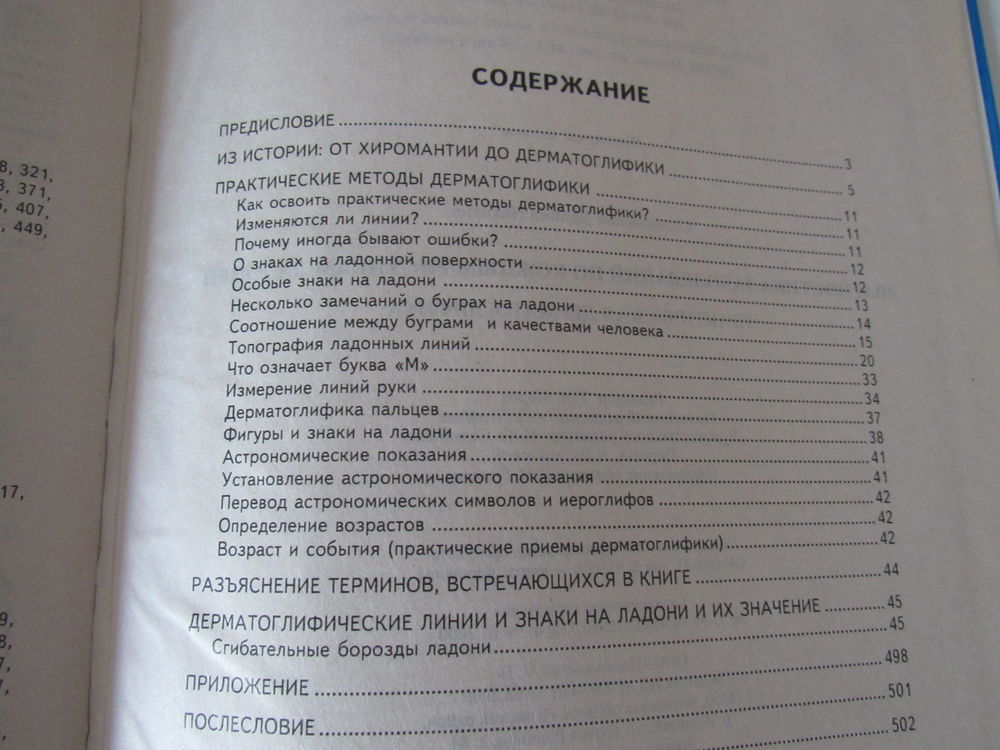 321,
371,
407,
449,
17,
СОДЕРЖАНИЕ
ПРЕДИСЛОВИЕ ..... 3
ИЗ ИСТОРИИ: ОТ ХИРОМАНТИИ ДО ДЕРМАТОГЛИФИКИ ..... 5
ПРАКТИЧЕСКИЕ МЕТОДЫ ДЕРМАТОГЛИФИКИ ..... 11
Как освоить практические методы дерматоглифики? ..... 11
Изменяются ли линии? ..... 11
Почему иногда бывают ошибки? ..... 12
О знаках на ладонной поверхности ..... 12
Особые знаки на ладони ..... 13
Несколько замечаний о буграх на ладони ..... 14
Соотношение между буграми и качествами человека ..... 15
Топография ладонных линий ..... 20
Что означает буква «М» ..... 33
Измерение линий руки ..... 34
Дерматоглифика пальцев ..... 37
Фигуры и знаки на ладони ..... 38
Астрономические показания ..... 41
Установление астрономического показания ..... 41
Перевод астрономических символов и иероглифов ..... 42
Определение возрастов ..... 42
Возраст и события (практические приемы дерматоглифики) ..... 42
РАЗЪЯСНЕНИЕ ТЕРМИНОВ, ВСТРЕЧАЮЩИХСЯ В КНИГЕ ..... 44
ДЕРМАТОГЛИФИЧЕСКИЕ ЛИНИИ И ЗНАКИ НА ЛАДОНИ И ИХ ЗНАЧЕНИЕ ..... 45
Сгибательные борозды ладони ..... 45
ПРИЛОЖЕНИЕ ..... 498
ПОСЛЕСЛОВИЕ ..... 501
502